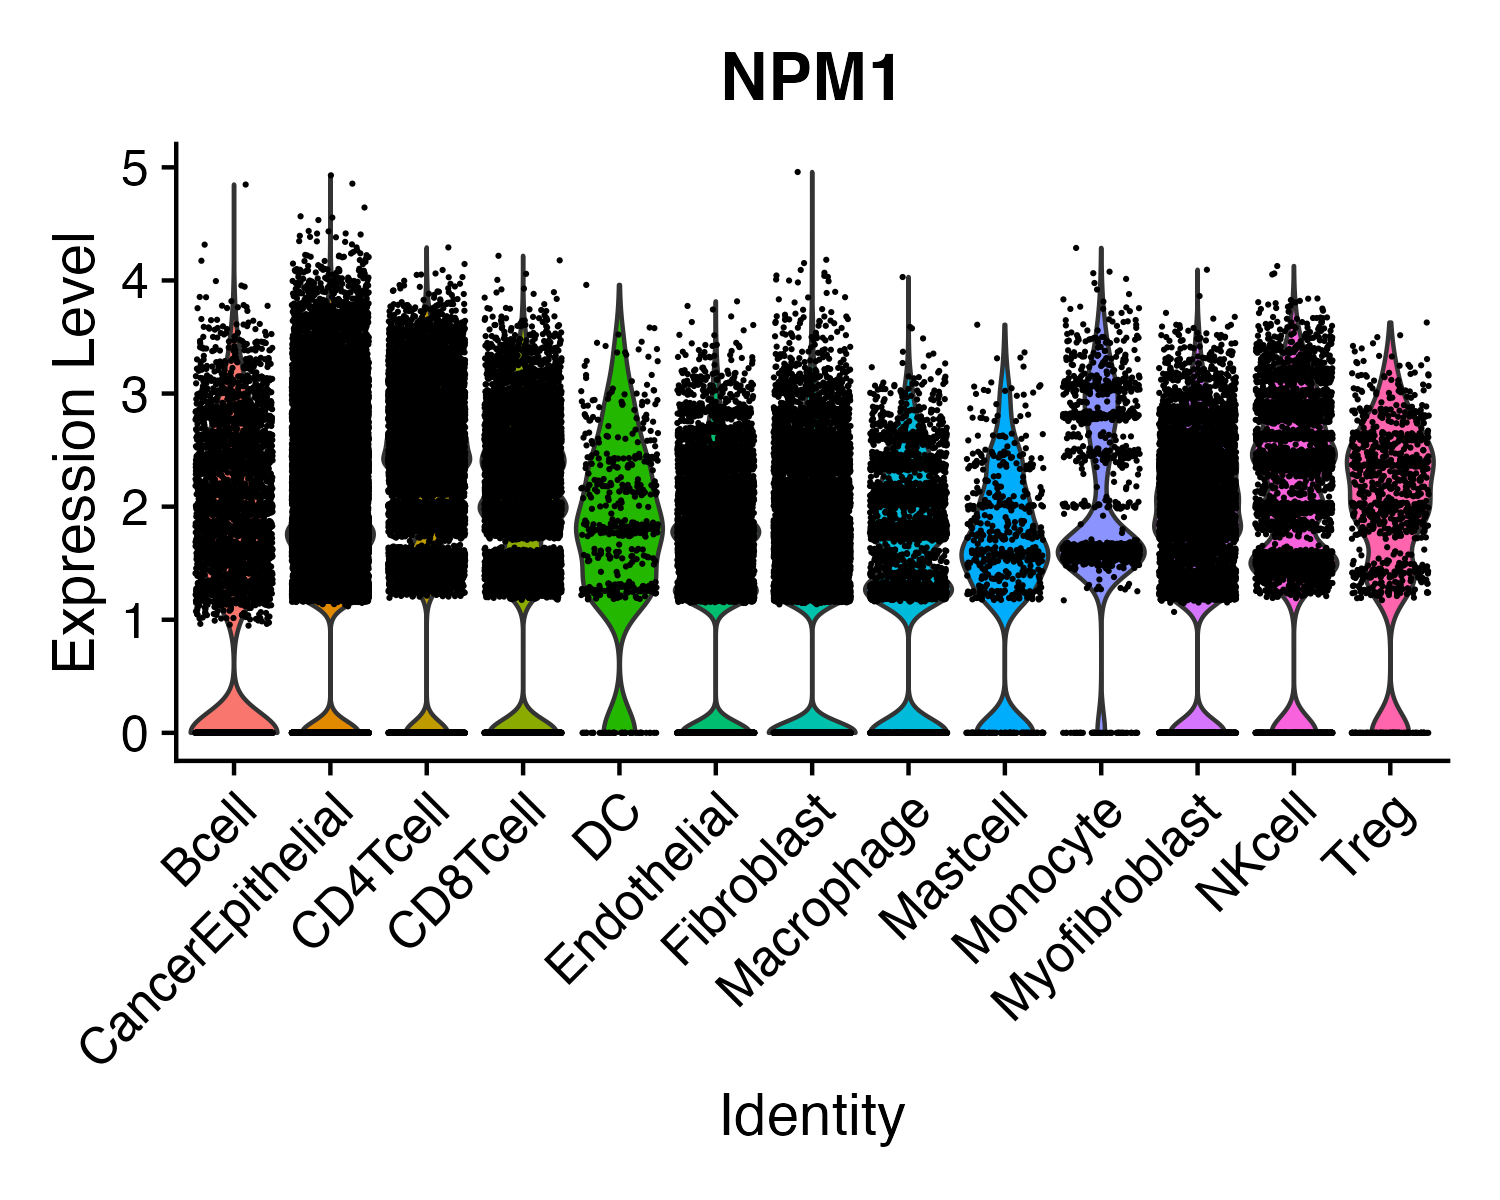 NPM1
Expression Level
5
4
3
2
1
0
Bcell
CancerEpithelial
CD4Tcell
CD8Tcell
DC
Endothelial
Fibroblast
Macrophage
Mastcell
Monocyte
Myofibroblast
NKcell
Treg
Identity